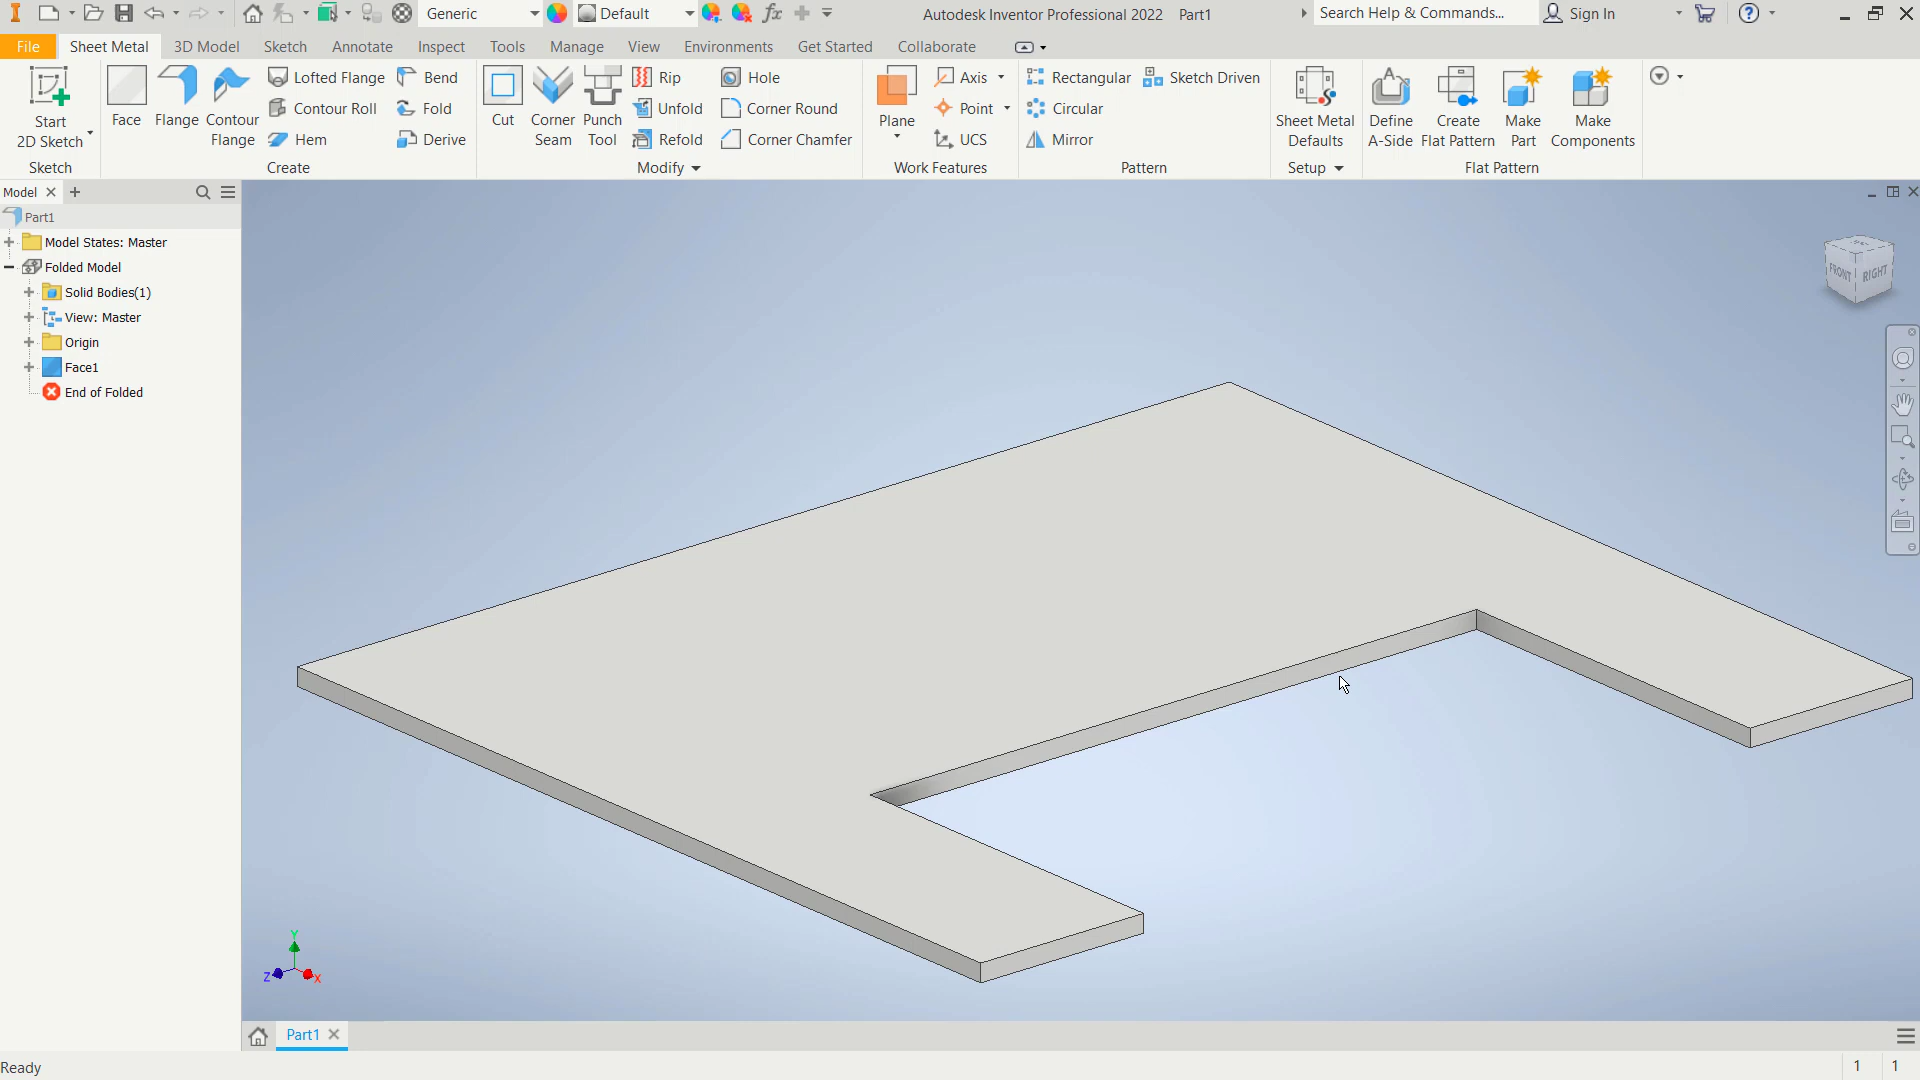 Generic
Default
fx
Autodesk Inventor Professional 2022 Part1
Search Help & Commands...
Sign In
File
Sheet Metal
3D Model
Sketch
Annotate
Inspect
Tools
Manage
View
Environments
Get Started
Collaborate
Start
2D Sketch
Face
Flange
Contour
Flange
Lofted Flange
Contour Roll
Hem
Bend
Fold
Derive
Cut
Corner
Seam
Punch
Tool
Rip
Unfold
Refold
Hole
Corner Round
Corner Chamfer
Plane
Axis
Point
UCS
Rectangular
Sketch Driven
Circular
Mirror
Sheet Metal
Defaults
Define
A-Side
Create
Flat Pattern
Make
Part
Make
Components
Sketch
Create
Modify
Work Features
Pattern
Setup
Flat Pattern
Model
Part1
Model States: Master
Folded Model
Solid Bodies(1)
View: Master
Origin
Face1
End of Folded
FRONT
RIGHT
Y
Z
X
Part1
Ready
1
1